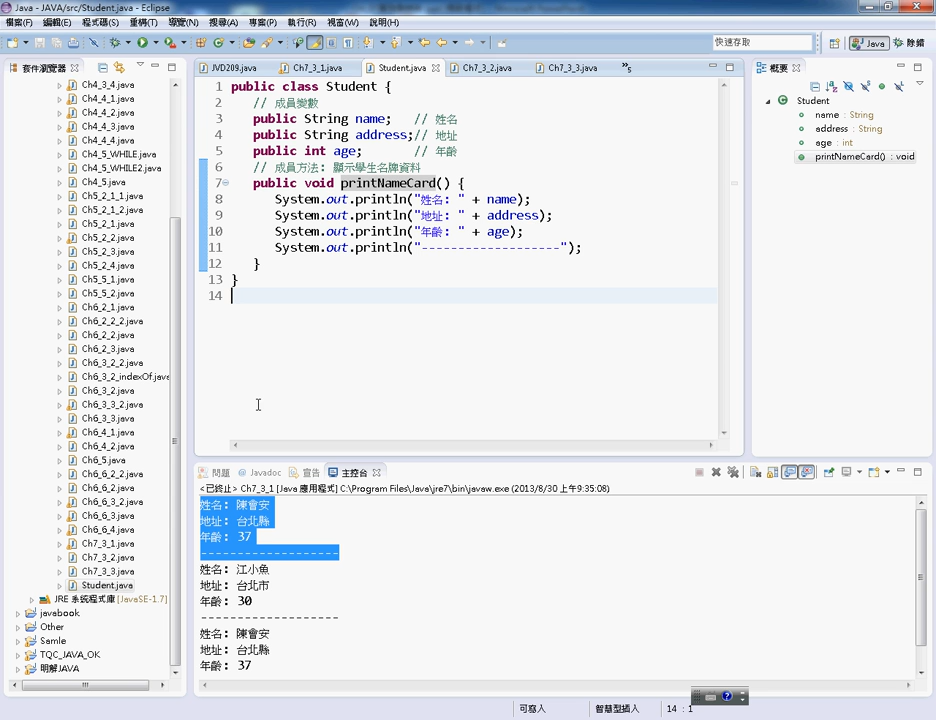 Java - JAVA/src/Student.java - Eclipse
檔案(F) 編輯(E) 程式碼(S) 重構(T) 導覽(N) 搜尋(A) 專案(P) 執行(R) 視窗(W) 說明(H)
快速存取
Java
除錯
套件瀏覽器
Ch4_3_4.java
Ch4_4_1.java
Ch4_4_2.java
Ch4_4_3.java
Ch4_4_4.java
Ch4_5_WHILE.java
Ch4_5_WHILE2.java
Ch4_5.java
Ch5_2_1_1.java
Ch5_2_1_2.java
Ch5_2_1.java
Ch5_2_2.java
Ch5_2_3.java
Ch5_2_4.java
Ch5_5_1.java
Ch5_5_2.java
Ch6_2_1.java
Ch6_2_2_2.java
Ch6_2_2.java
Ch6_2_3.java
Ch6_3_2_2.java
Ch6_3_2_indexOf.java
Ch6_3_2.java
Ch6_3_3_2.java
Ch6_3_3.java
Ch6_4_1.java
Ch6_4_2.java
Ch6_5.java
Ch6_6_2_2.java
Ch6_6_2.java
Ch6_6_3_2.java
Ch6_6_3.java
Ch6_6_4.java
Ch7_3_1.java
Ch7_3_2.java
Ch7_3_3.java
Student.java
JRE 系統程式庫 [JavaSE-1.7]
javabook
Other
Samle
TQC_JAVA_OK
明解JAVA
JVD209.java Ch7_3_1.java Student.java Ch7_3_2.java Ch7_3_3.java »5
1 public class Student {
2 // 成員變數
3 public String name; // 姓名
4 public String address;// 地址
5 public int age; // 年齡
6 // 成員方法: 顯示學生名牌資料
7 public void printNameCard() {
8 System.out.println("姓名: " + name);
9 System.out.println("地址: " + address);
10 System.out.println("年齡: " + age);
11 System.out.println("-------------------");
12 }
13 }
14
概要
Student
name : String
address : String
age : int
printNameCard() : void
問題 @ Javadoc 宣告 主控台
<已終止> Ch7_3_1 [Java 應用程式] C:\Program Files\Java\jre7\bin\javaw.exe (2013/8/30 上午9:35:08)
姓名: 陳會安
地址: 台北縣
年齡: 37
-------------------
姓名: 江小魚
地址: 台北市
年齡: 30
-------------------
姓名: 陳會安
地址: 台北縣
年齡: 37
可寫入 智慧型插入 14 : 1